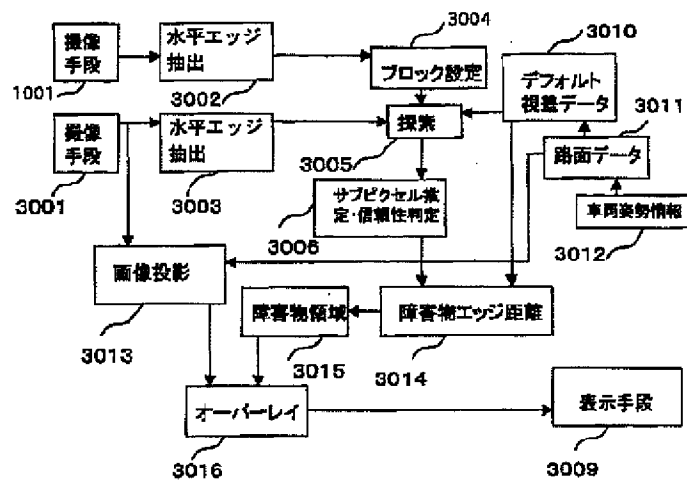 撮像
手段
1001
水平エッジ
抽出
3002
3004
ブロック設定
3010
デフォルト
視差データ
3011
路面データ
撮像
手段
3001
水平エッジ
抽出
3003
探索
3005
サブピクセル推
定・信頼性判定
3006
車両姿勢情報
3012
画像投影
3013
障害物領域
3015
障害物エッジ距離
3014
オーバーレイ
3016
表示手段
3009